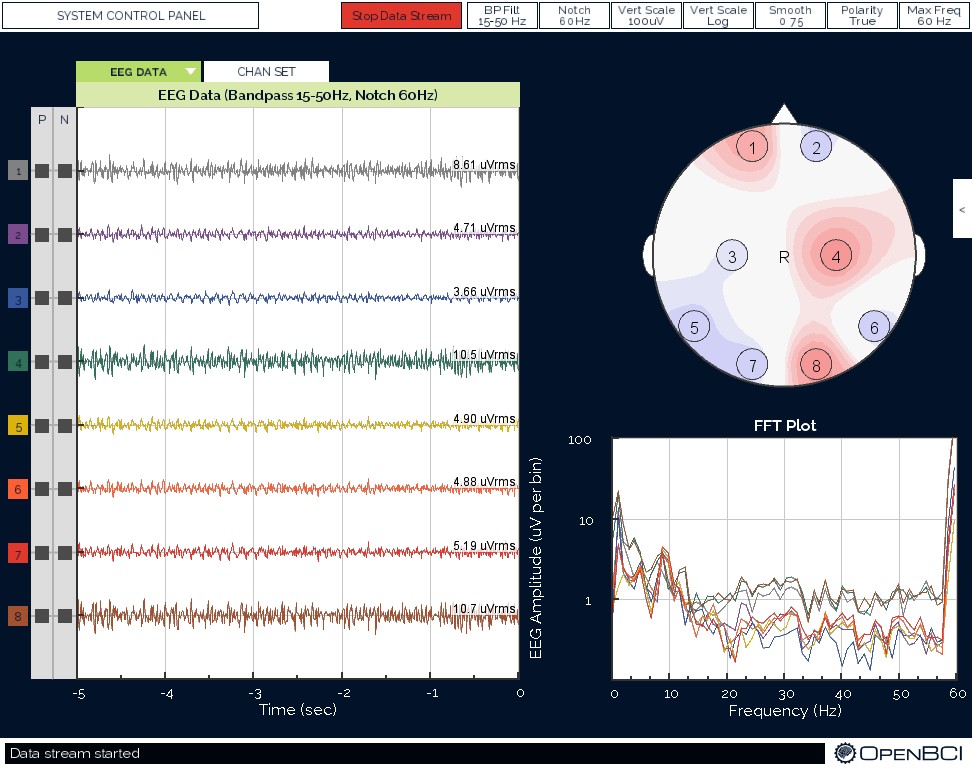 SYSTEM CONTROL PANEL
Stop Data Stream
BP Filt
15-50 Hz
Notch
60Hz
Vert Scale
100uV
Vert Scale
Log
Smooth
0.75
Polarity
True
Max Freq
60 Hz
EEG DATA
CHAN SET
EEG Data (Bandpass 15-50Hz, Notch 60Hz)
P N
1 8.61 uVrms
2 4.71 uVrms
3 3.66 uVrms
4 10.5 uVrms
5 4.90 uVrms
6 4.88 uVrms
7 5.19 uVrms
8 10.7 uVrms
-5 -4 -3 -2 -1 0
Time (sec)
1 2
3 R 4
5 6
7 8
<
FFT Plot
EEG Amplitude (uV per bin)
100
10
1
0 10 20 30 40 50 60
Frequency (Hz)
Data stream started
OPENBCI